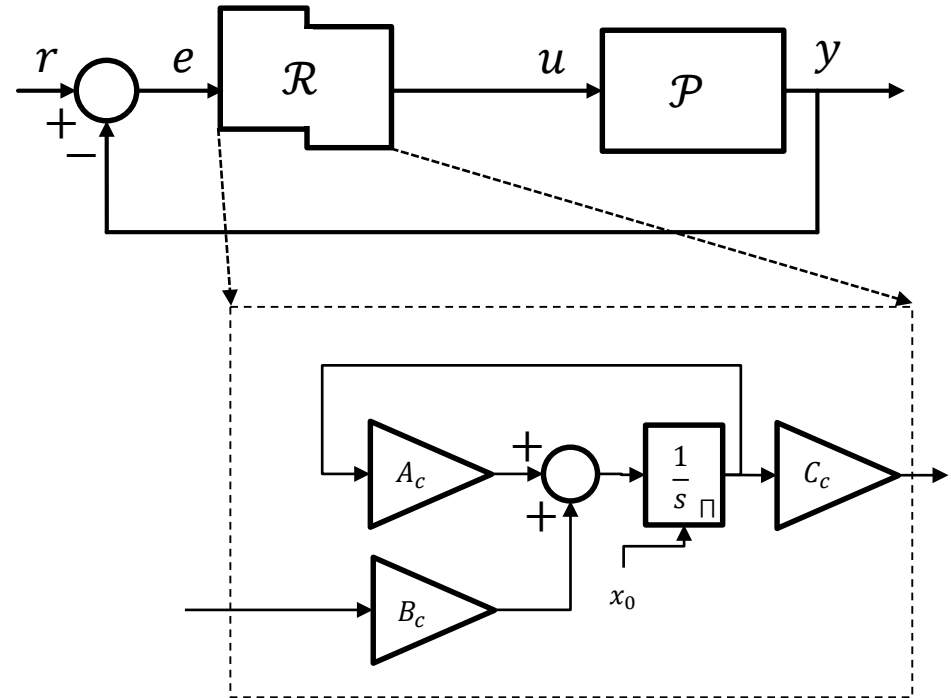 r
+
−
e
ℛ
u
𝒫
y
A_c
+
+
1
s
⊓
C_c
B_c
x_0